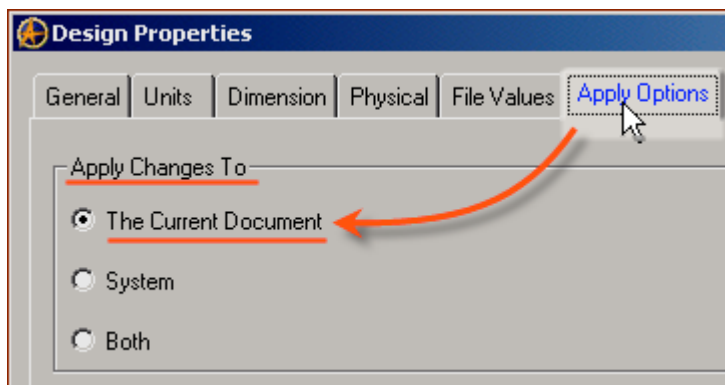 Design Properties
General Units Dimension Physical File Values Apply Options
Apply Changes To
The Current Document
System
Both